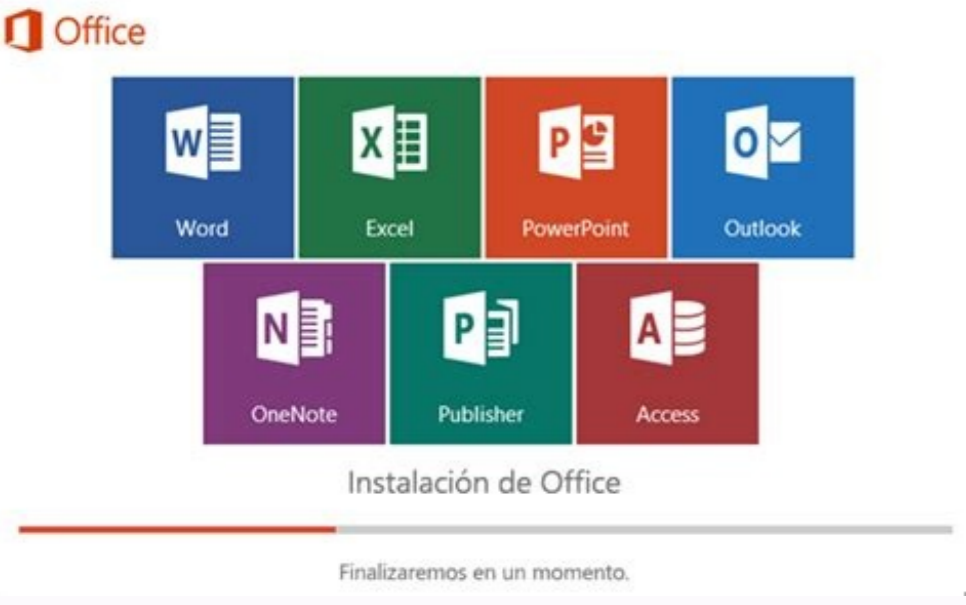 Office
W X P O
Word Excel PowerPoint Outlook
N P A
OneNote Publisher Access
Instalación de Office
Finalizaremos en un momento.